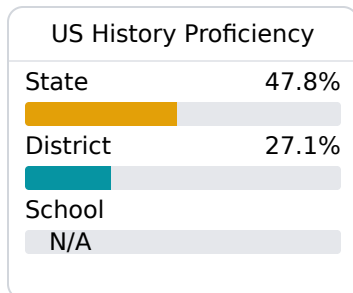 US History Proficiency
State 47.8%
District 27.1%
School
N/A